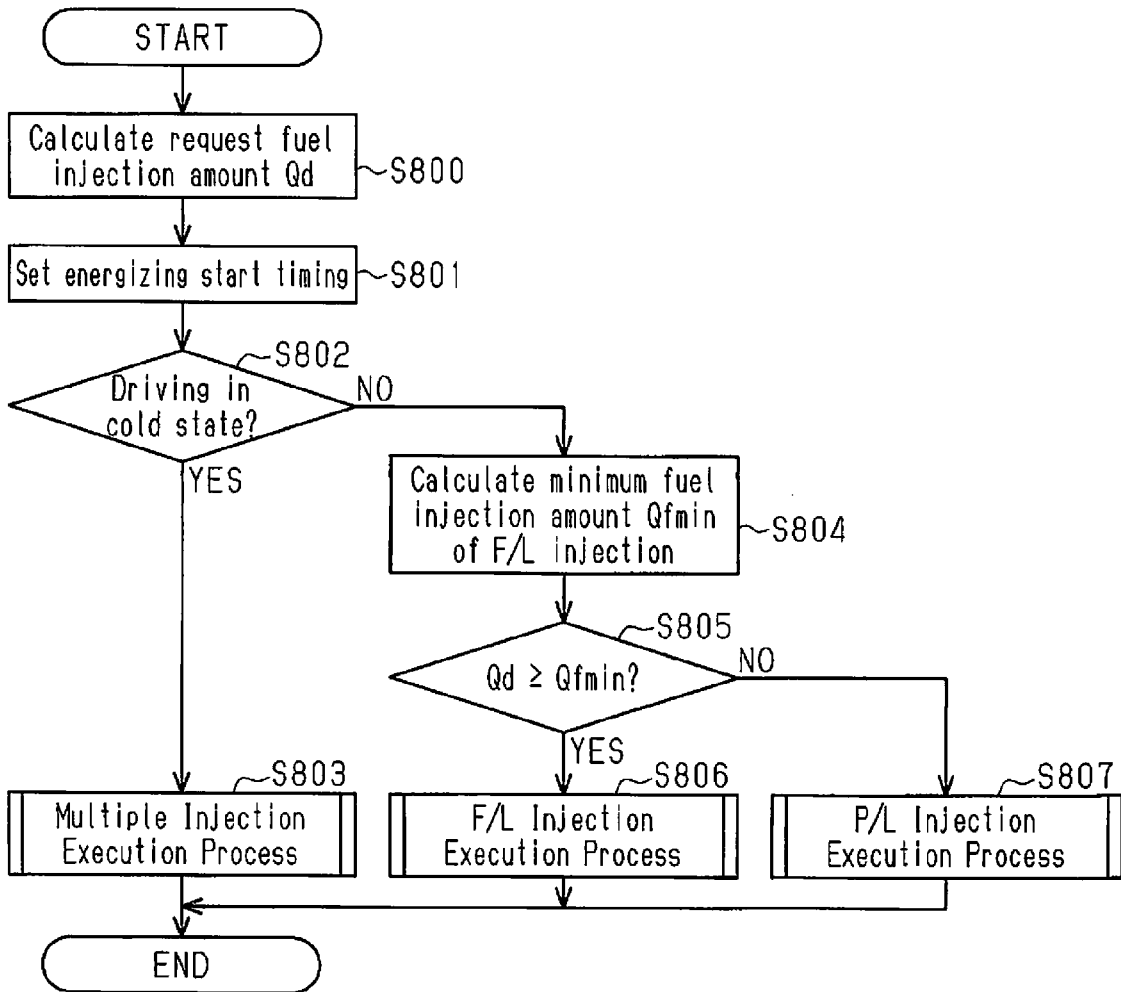 START
Calculate request fuel
injection amount Qd
S800
Set energizing start timing
S801
S802
Driving in
cold state?
NO
YES
Calculate minimum fuel
injection amount Qfmin
of F/L injection
S804
S805
Qd ≥ Qfmin?
NO
YES
S803
Multiple Injection
Execution Process
S806
F/L Injection
Execution Process
S807
P/L Injection
Execution Process
END